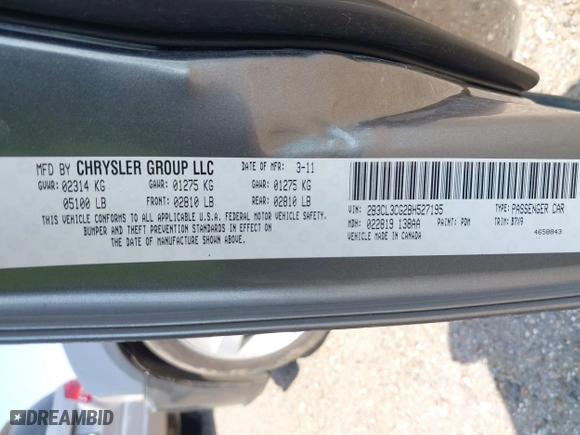 MFD BY CHRYSLER GROUP LLC DATE OF MFR 3-11
GVWR: 02314 KG GAWR: 01275 KG GAWR: 01275 KG
05100 LB FRONT: 02810 LB REAR: 02810 LB
THIS VEHICLE CONFORMS TO ALL APPLICABLE U.S.A. FEDERAL MOTOR VEHICLE SAFETY,
BUMPER AND THEFT PREVENTION STANDARDS IN EFFECT ON
THE DATE OF MANUFACTURE SHOWN ABOVE.
VIN: 2B3CL3CG2BH527195 TYPE: PASSENGER CAR
MDH: 022819 138AA PAINT: PDM TRIM: B7V9
VEHICLE MADE IN CANADA 4650843
DREAMBID